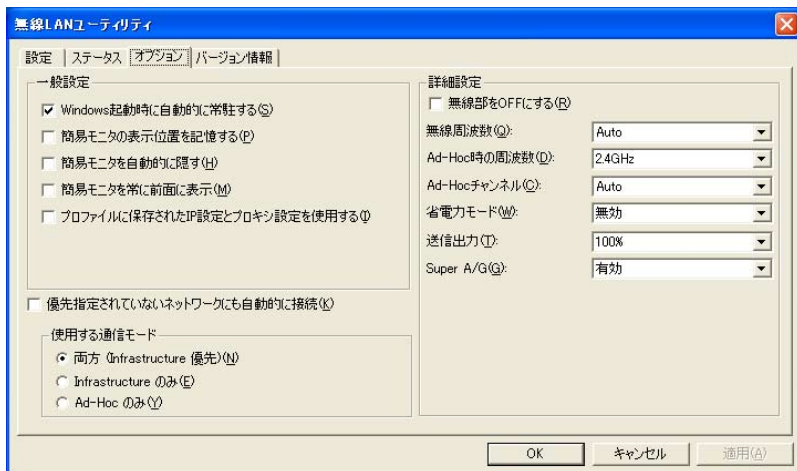 無線LANユーティリティ
設定
ステータス
オプション
バージョン情報
一般設定
Windows起動時に自動的に常駐する(S)
簡易モニタの表示位置を記憶する(P)
簡易モニタを自動的に隠す(H)
簡易モニタを常に前面に表示(M)
プロファイルに保存されたIP設定とプロキシ設定を使用する(I)
優先指定されていないネットワークにも自動的に接続(K)
使用する通信モード
両方 (Infrastructure 優先)(N)
Infrastructure のみ(E)
Ad-Hoc のみ(Y)
詳細設定
無線部をOFFにする(R)
無線周波数(Q): Auto
Ad-Hoc時の周波数(D): 2.4GHz
Ad-Hocチャンネル(C): Auto
省電力モード(W): 無効
送信出力(T): 100%
Super A/G(G): 有効
OK
キャンセル
適用(A)